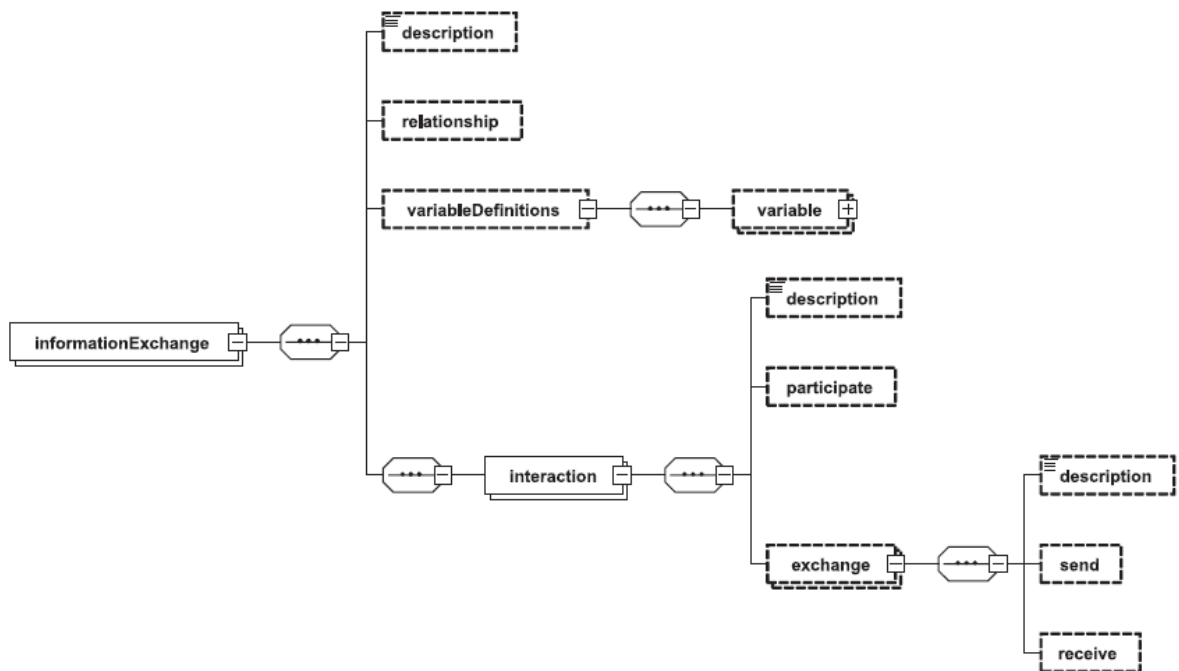 description
relationship
variableDefinitions
variable
informationExchange
description
participate
interaction
description
exchange
send
receive